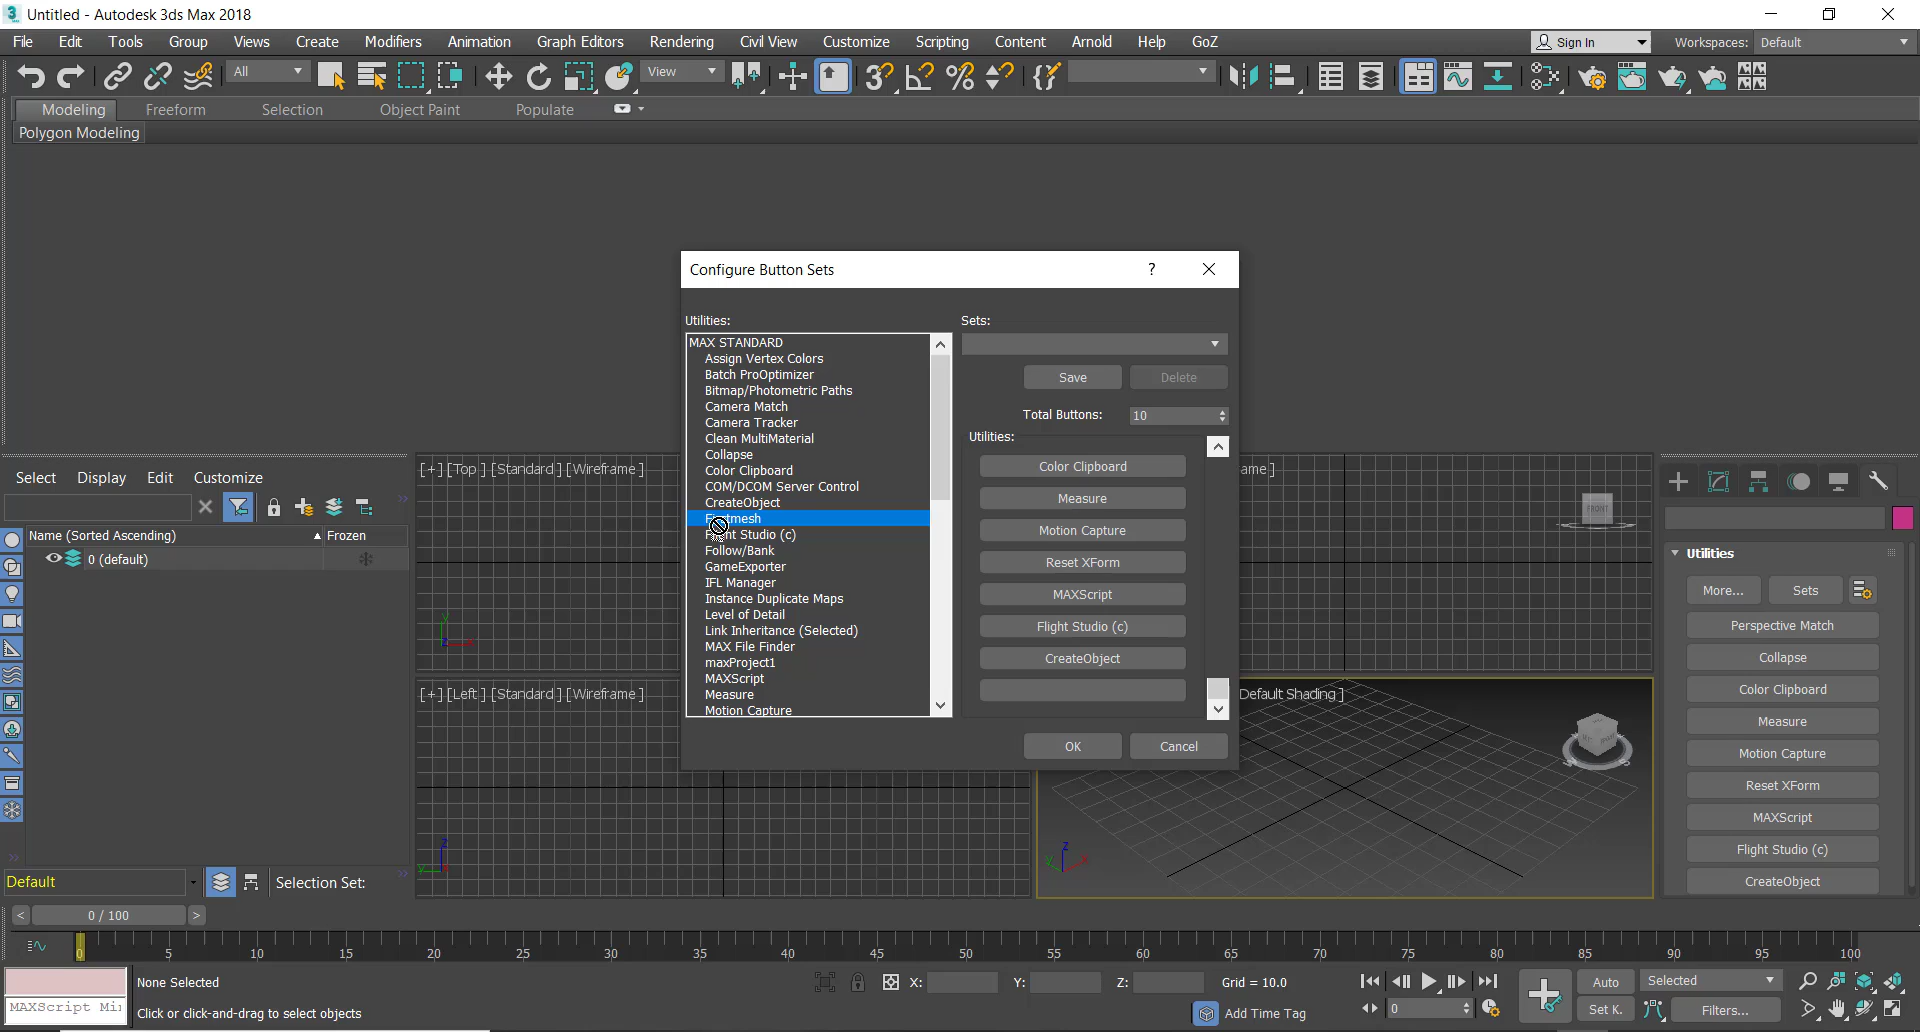 Untitled - Autodesk 3ds Max 2018
File Edit Tools Group Views Create Modifiers Animation Graph Editors Rendering Civil View Customize Scripting Content Arnold Help GoZ Sign In Workspaces: Default
All View
Modeling Freeform Selection Object Paint Populate
Polygon Modeling
Select Display Edit Customize
Name (Sorted Ascending) Frozen
0 (default)
[+] [Top ] [Standard ] [Wireframe ]
ame ]
FRONT
[+] [Left ] [Standard ] [Wireframe ]
Default Shading ]
Configure Button Sets ?
Utilities:
MAX STANDARD
Assign Vertex Colors
Batch ProOptimizer
Bitmap/Photometric Paths
Camera Match
Camera Tracker
Clean MultiMaterial
Collapse
Color Clipboard
COM/DCOM Server Control
CreateObject
Flight Studio (c)
Follow/Bank
GameExporter
IFL Manager
Instance Duplicate Maps
Level of Detail
Link Inheritance (Selected)
MAX File Finder
maxProject1
MAXScript
Measure
Motion Capture
Sets:
Save Delete
Total Buttons: 10
Utilities:
Color Clipboard
Measure
Motion Capture
Reset XForm
MAXScript
Flight Studio (c)
CreateObject
OK Cancel
Utilities
More... Sets
Perspective Match
Collapse
Color Clipboard
Measure
Motion Capture
Reset XForm
MAXScript
Flight Studio (c)
CreateObject
Default Selection Set:
< 0 / 100 >
0 5 10 15 20 25 30 35 40 45 50 55 60 65 70 75 80 85 90 95 100
None Selected X: Y: Z: Grid = 10.0 Auto Selected
MAXScript Mi Click or click-and-drag to select objects Add Time Tag 0 Set K. Filters...